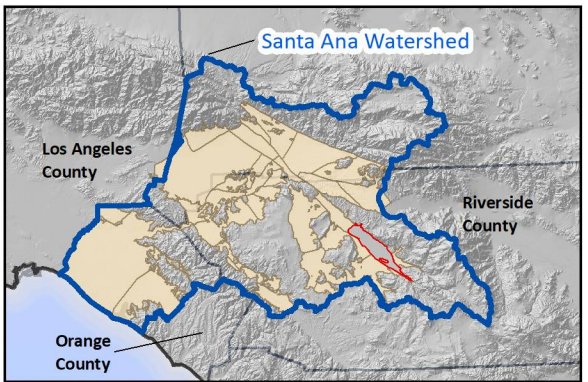 Santa Ana Watershed
Los Angeles
County
Riverside
County
Orange
County